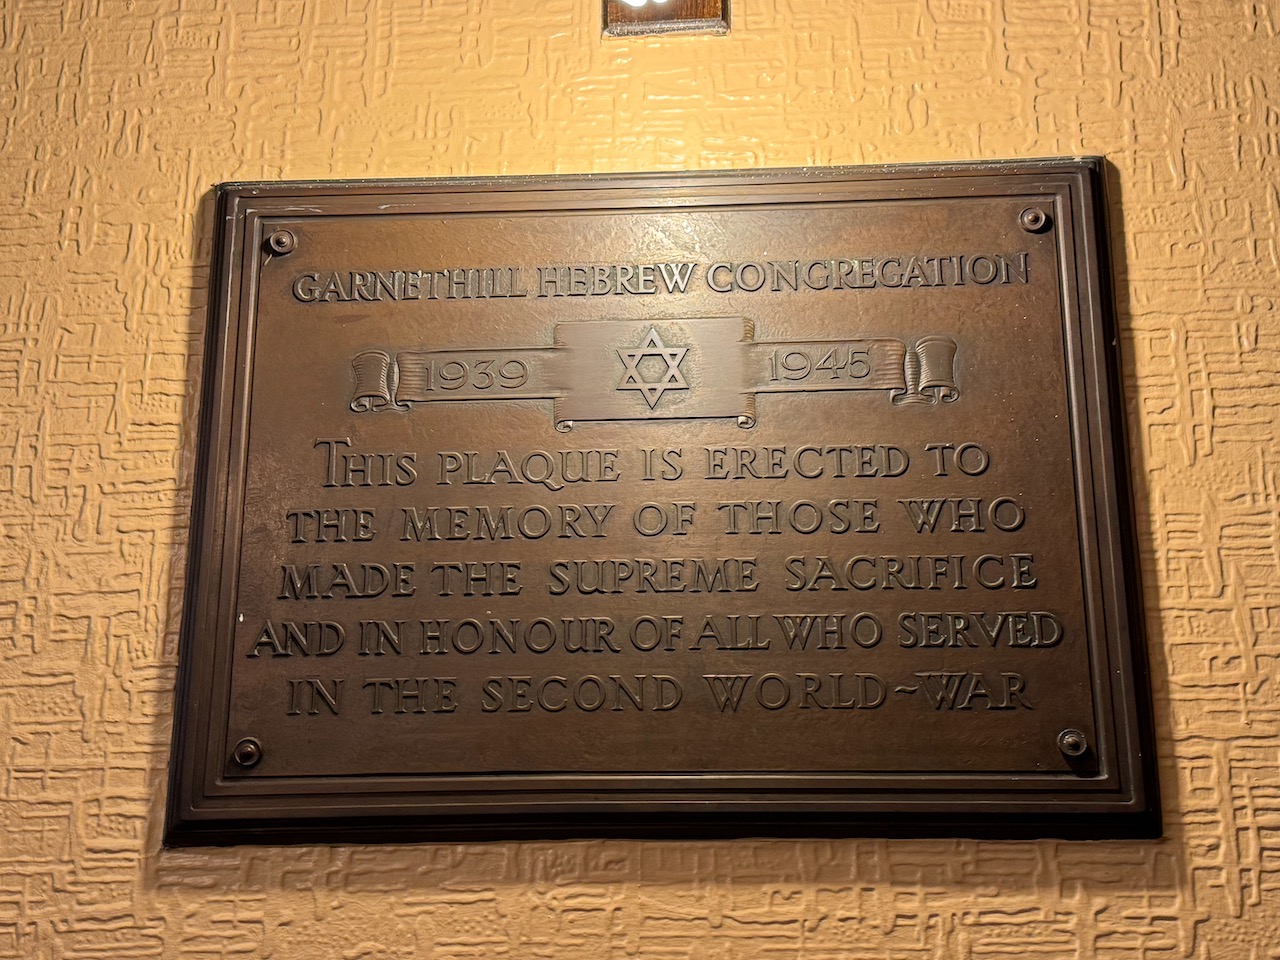 GARNETHILL HEBREW CONGREGATION
1939 1945
THIS PLAQUE IS ERECTED TO
THE MEMORY OF THOSE WHO
MADE THE SUPREME SACRIFICE
AND IN HONOUR OF ALL WHO SERVED
IN THE SECOND WORLD~WAR